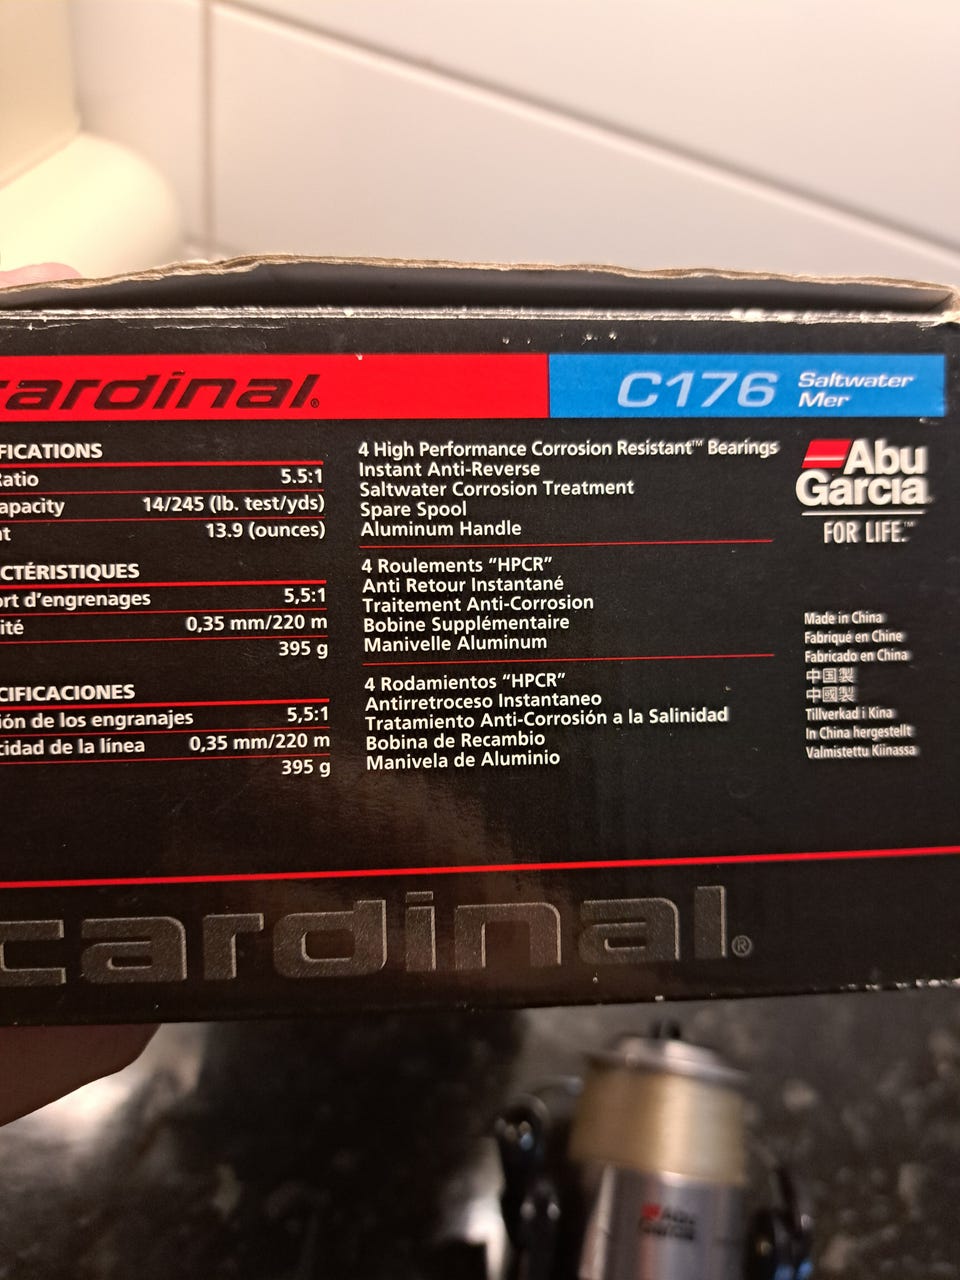 cardinal®
C176 Saltwater
Mer
FICATIONS
Ratio 5.5:1
apacity 14/245 (lb. test/yds)
t 13.9 (ounces)
CTÉRISTIQUES
ort d'engrenages 5,5:1
ité 0,35 mm/220 m
395 g
CIFICACIONES
ión de los engranajes 5,5:1
cidad de la línea 0,35 mm/220 m
395 g
4 High Performance Corrosion Resistant™ Bearings
Instant Anti-Reverse
Saltwater Corrosion Treatment
Spare Spool
Aluminum Handle
4 Roulements "HPCR"
Anti Retour Instantané
Traitement Anti-Corrosion
Bobine Supplémentaire
Manivelle Aluminum
4 Rodamientos "HPCR"
Antirretroceso Instantaneo
Tratamiento Anti-Corrosión a la Salinidad
Bobina de Recambio
Manivela de Aluminio
Abu
Garcia®
FOR LIFE.™
Made in China
Fabriqué en Chine
Fabricado en China
中国製
中國製
Tillverkad i Kina
In China hergestellt
Valmistettu Kiinassa
cardinal®
Abu
Garcia